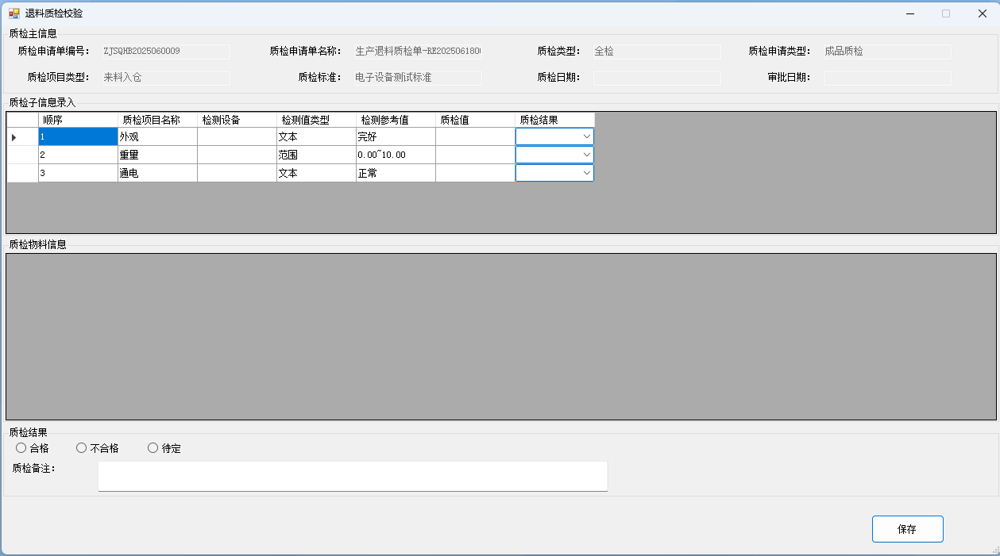 退料质检校验
质检主信息
质检申请单编号： ZJSQHB2025060009 质检申请单名称： 生产退料质检单-RE202506180 质检类型： 全检 质检申请类型： 成品质检
质检项目类型： 来料入仓 质检标准： 电子设备测试标准 质检日期： 审批日期：
质检子信息录入
顺序 质检项目名称 检测设备 检测值类型 检测参考值 质检值 质检结果
1 外观 文本 完好
2 重量 范围 0.00~10.00
3 通电 文本 正常
质检物料信息
质检结果
合格 不合格 待定
质检备注：
保存